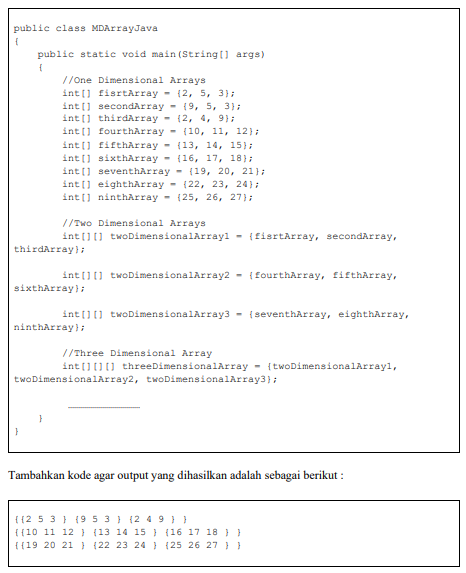 public class MDArrayJava
{
public static void main(String[] args)
{
//One Dimensional Arrays
int[] fisrtArray = {2, 5, 3};
int[] secondArray = {9, 5, 3};
int[] thirdArray = {2, 4, 9};
int[] fourthArray = {10, 11, 12};
int[] fifthArray = {13, 14, 15};
int[] sixthArray = {16, 17, 18};
int[] seventhArray = {19, 20, 21};
int[] eighthArray = {22, 23, 24};
int[] ninthArray = {25, 26, 27};
//Two Dimensional Arrays
int[][] twoDimensionalArray1 = {fisrtArray, secondArray,
thirdArray};
int[][] twoDimensionalArray2 = {fourthArray, fifthArray,
sixthArray};
int[][] twoDimensionalArray3 = {seventhArray, eighthArray,
ninthArray};
//Three Dimensional Array
int[][][] threeDimensionalArray = {twoDimensionalArray1,
twoDimensionalArray2, twoDimensionalArray3};
}
}
Tambahkan kode agar output yang dihasilkan adalah sebagai berikut :
{{2 5 3 } {9 5 3 } {2 4 9 } }
{{10 11 12 } {13 14 15 } {16 17 18 } }
{{19 20 21 } {22 23 24 } {25 26 27 } }